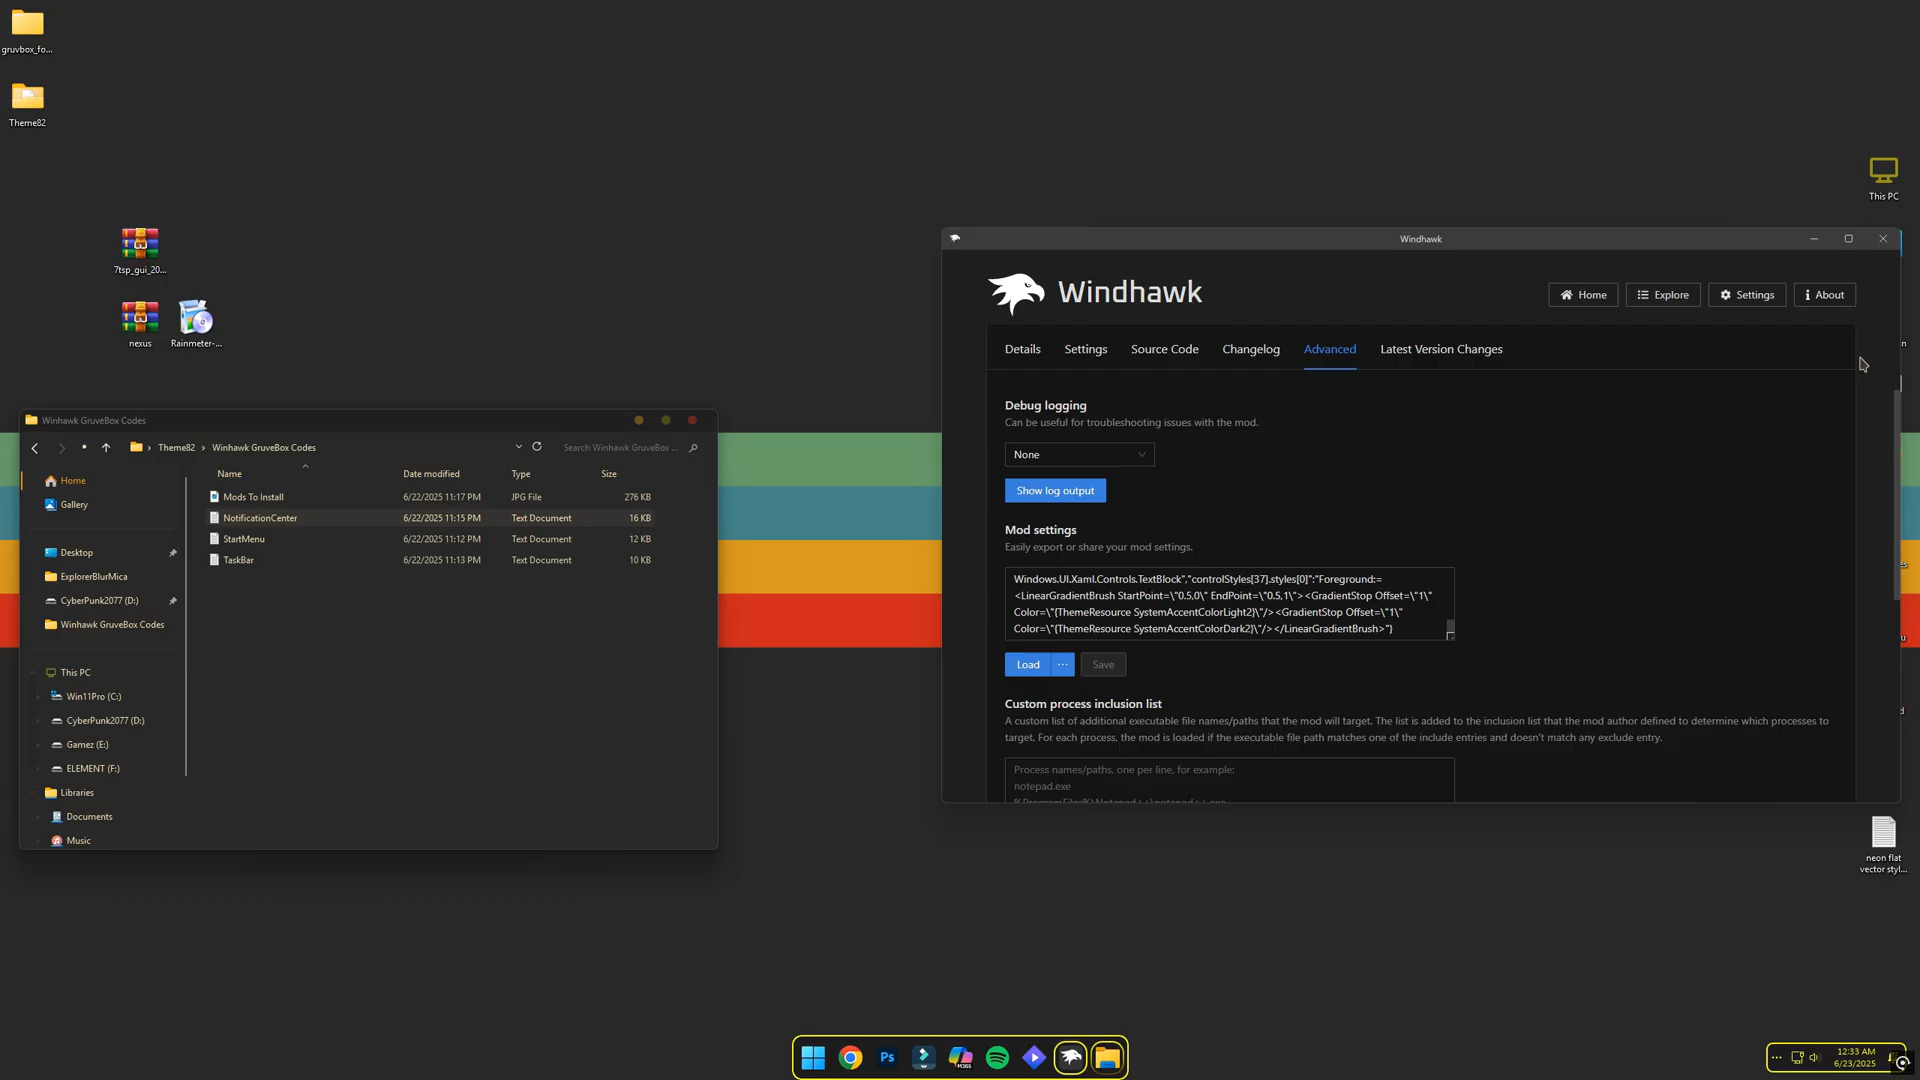 gruvbox_fo...
Theme82
7tsp_gui_20...
nexus
Rainmeter-...
This PC
Winhawk GruveBox Codes
Theme82 › Winhawk GruveBox Codes
Search Winhawk GruveBox ...
Name Date modified Type Size
Mods To Install 6/22/2025 11:17 PM JPG File 276 KB
NotificationCenter 6/22/2025 11:15 PM Text Document 16 KB
StartMenu 6/22/2025 11:12 PM Text Document 12 KB
TaskBar 6/22/2025 11:13 PM Text Document 10 KB
Home
Gallery
Desktop
ExplorerBlurMica
CyberPunk2077 (D:)
Winhawk GruveBox Codes
This PC
Win11Pro (C:)
CyberPunk2077 (D:)
Gamez (E:)
ELEMENT (F:)
Libraries
Documents
Music
Windhawk
Windhawk
Home
Explore
Settings
About
Details Settings Source Code Changelog Advanced Latest Version Changes
Debug logging
Can be useful for troubleshooting issues with the mod.
None
Show log output
Mod settings
Easily export or share your mod settings.
Windows.UI.Xaml.Controls.TextBlock","controlStyles[37].styles[0]":"Foreground:=
<LinearGradientBrush StartPoint=\"0.5,0\" EndPoint=\"0.5,1\"><GradientStop Offset=\"1\"
Color=\"{ThemeResource SystemAccentColorLight2}\"/><GradientStop Offset=\"1\"
Color=\"{ThemeResource SystemAccentColorDark2}\"/></LinearGradientBrush>"}
Load ... Save
Custom process inclusion list
A custom list of additional executable file names/paths that the mod will target. The list is added to the inclusion list that the mod author defined to determine which processes to
target. For each process, the mod is loaded if the executable file path matches one of the include entries and doesn't match any exclude entry.
Process names/paths, one per line, for example:
notepad.exe
%ProgramFiles%\Notepad++\notepad++.exe
neon flat
vector styl...
Ps
M365
12:33 AM
6/23/2025